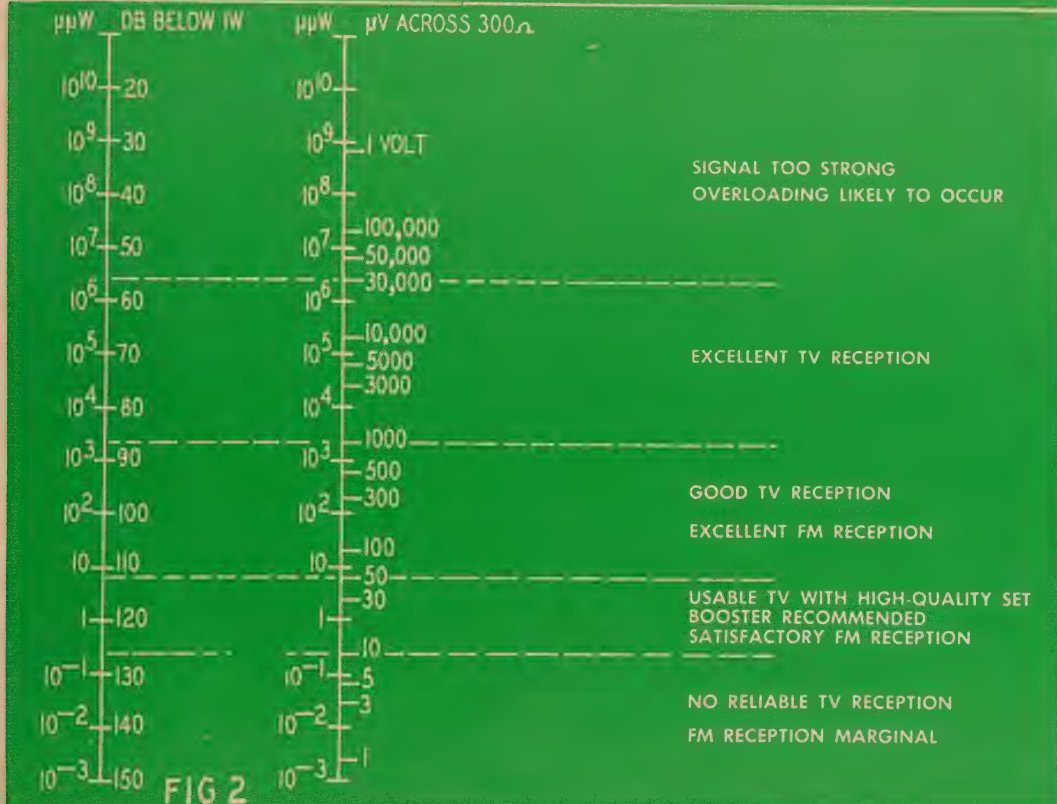 µµW DB BELOW 1W µµW µV ACROSS 300Ω
10¹⁰ 20 10¹⁰
10⁹ 30 10⁹ 1 VOLT
SIGNAL TOO STRONG
10⁸ 40 10⁸ OVERLOADING LIKELY TO OCCUR
100,000
10⁷ 50 10⁷
50,000
30,000
10⁶ 60 10⁶
10,000
10⁵ 70 10⁵ EXCELLENT TV RECEPTION
5000
3000
10⁴ 80 10⁴
1000
10³ 90 10³
500
300 GOOD TV RECEPTION
10² 100 10²
EXCELLENT FM RECEPTION
100
10 110 10
50
30 USABLE TV WITH HIGH-QUALITY SET
1 120 1 BOOSTER RECOMMENDED
SATISFACTORY FM RECEPTION
10
10⁻¹ 130 10⁻¹
5
3 NO RELIABLE TV RECEPTION
10⁻² 140 10⁻²
FM RECEPTION MARGINAL
1
10⁻³ 150 10⁻³
FIG 2